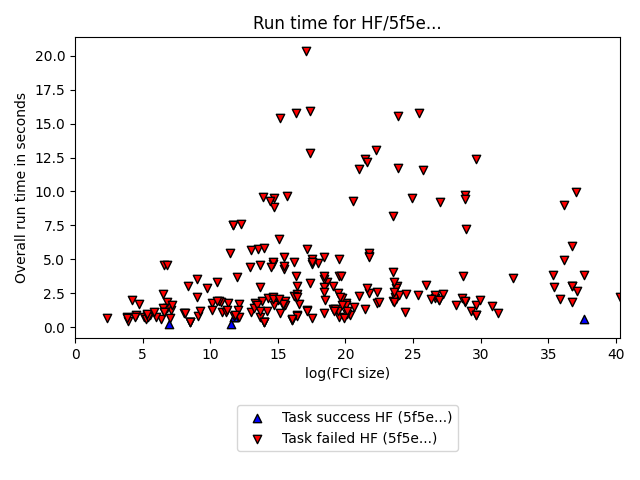 Run time for HF/5f5e...
Overall run time in seconds
20.0
17.5
15.0
12.5
10.0
7.5
5.0
2.5
0.0
0 5 10 15 20 25 30 35 40
log(FCI size)
Task success HF (5f5e...)
Task failed HF (5f5e...)